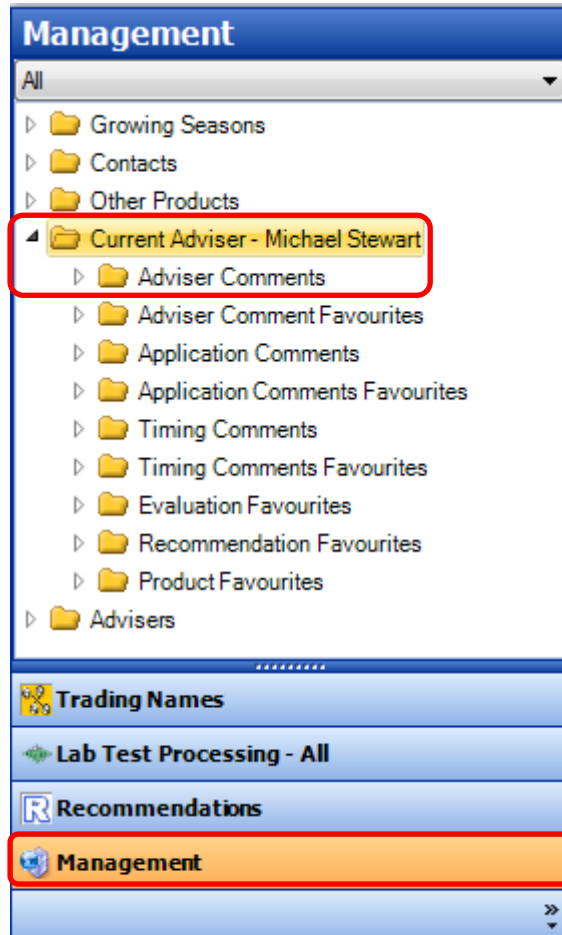 Management
All
Growing Seasons
Contacts
Other Products
Current Adviser - Michael Stewart
Adviser Comments
Adviser Comment Favourites
Application Comments
Application Comments Favourites
Timing Comments
Timing Comments Favourites
Evaluation Favourites
Recommendation Favourites
Product Favourites
Advisers
Trading Names
Lab Test Processing - All
R Recommendations
Management